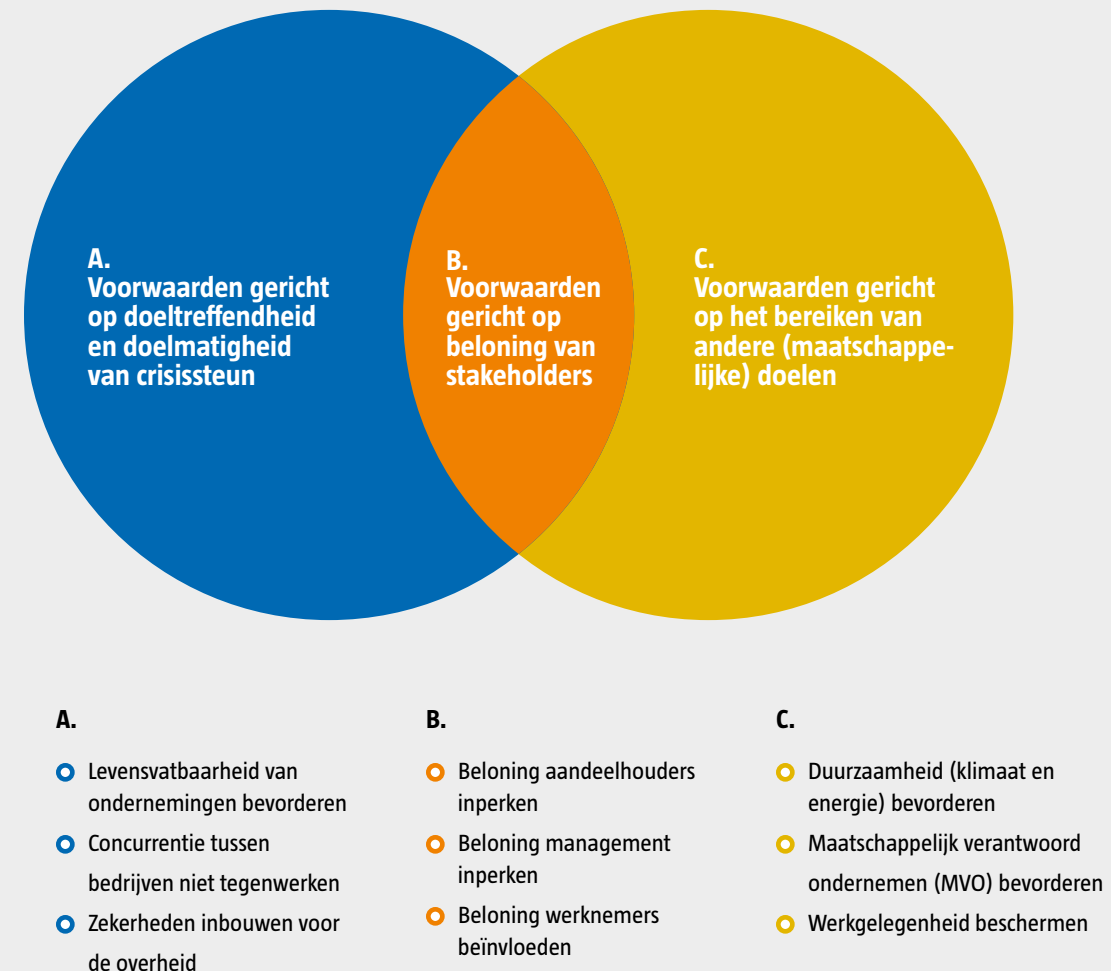 A.
Voorwaarden gericht
op doeltreffendheid
en doelmatigheid
van crisissteun
B.
Voorwaarden
gericht op
beloning van
stakeholders
C.
Voorwaarden gericht
op het bereiken van
andere (maatschappe-
lijke) doelen
A.
Levensvatbaarheid van
ondernemingen bevorderen
Concurrentie tussen
bedrijven niet tegenwerken
Zekerheden inbouwen voor
de overheid
B.
Beloning aandeelhouders
inperken
Beloning management
inperken
Beloning werknemers
beïnvloeden
C.
Duurzaamheid (klimaat en
energie) bevorderen
Maatschappelijk verantwoord
ondernemen (MVO) bevorderen
Werkgelegenheid beschermen